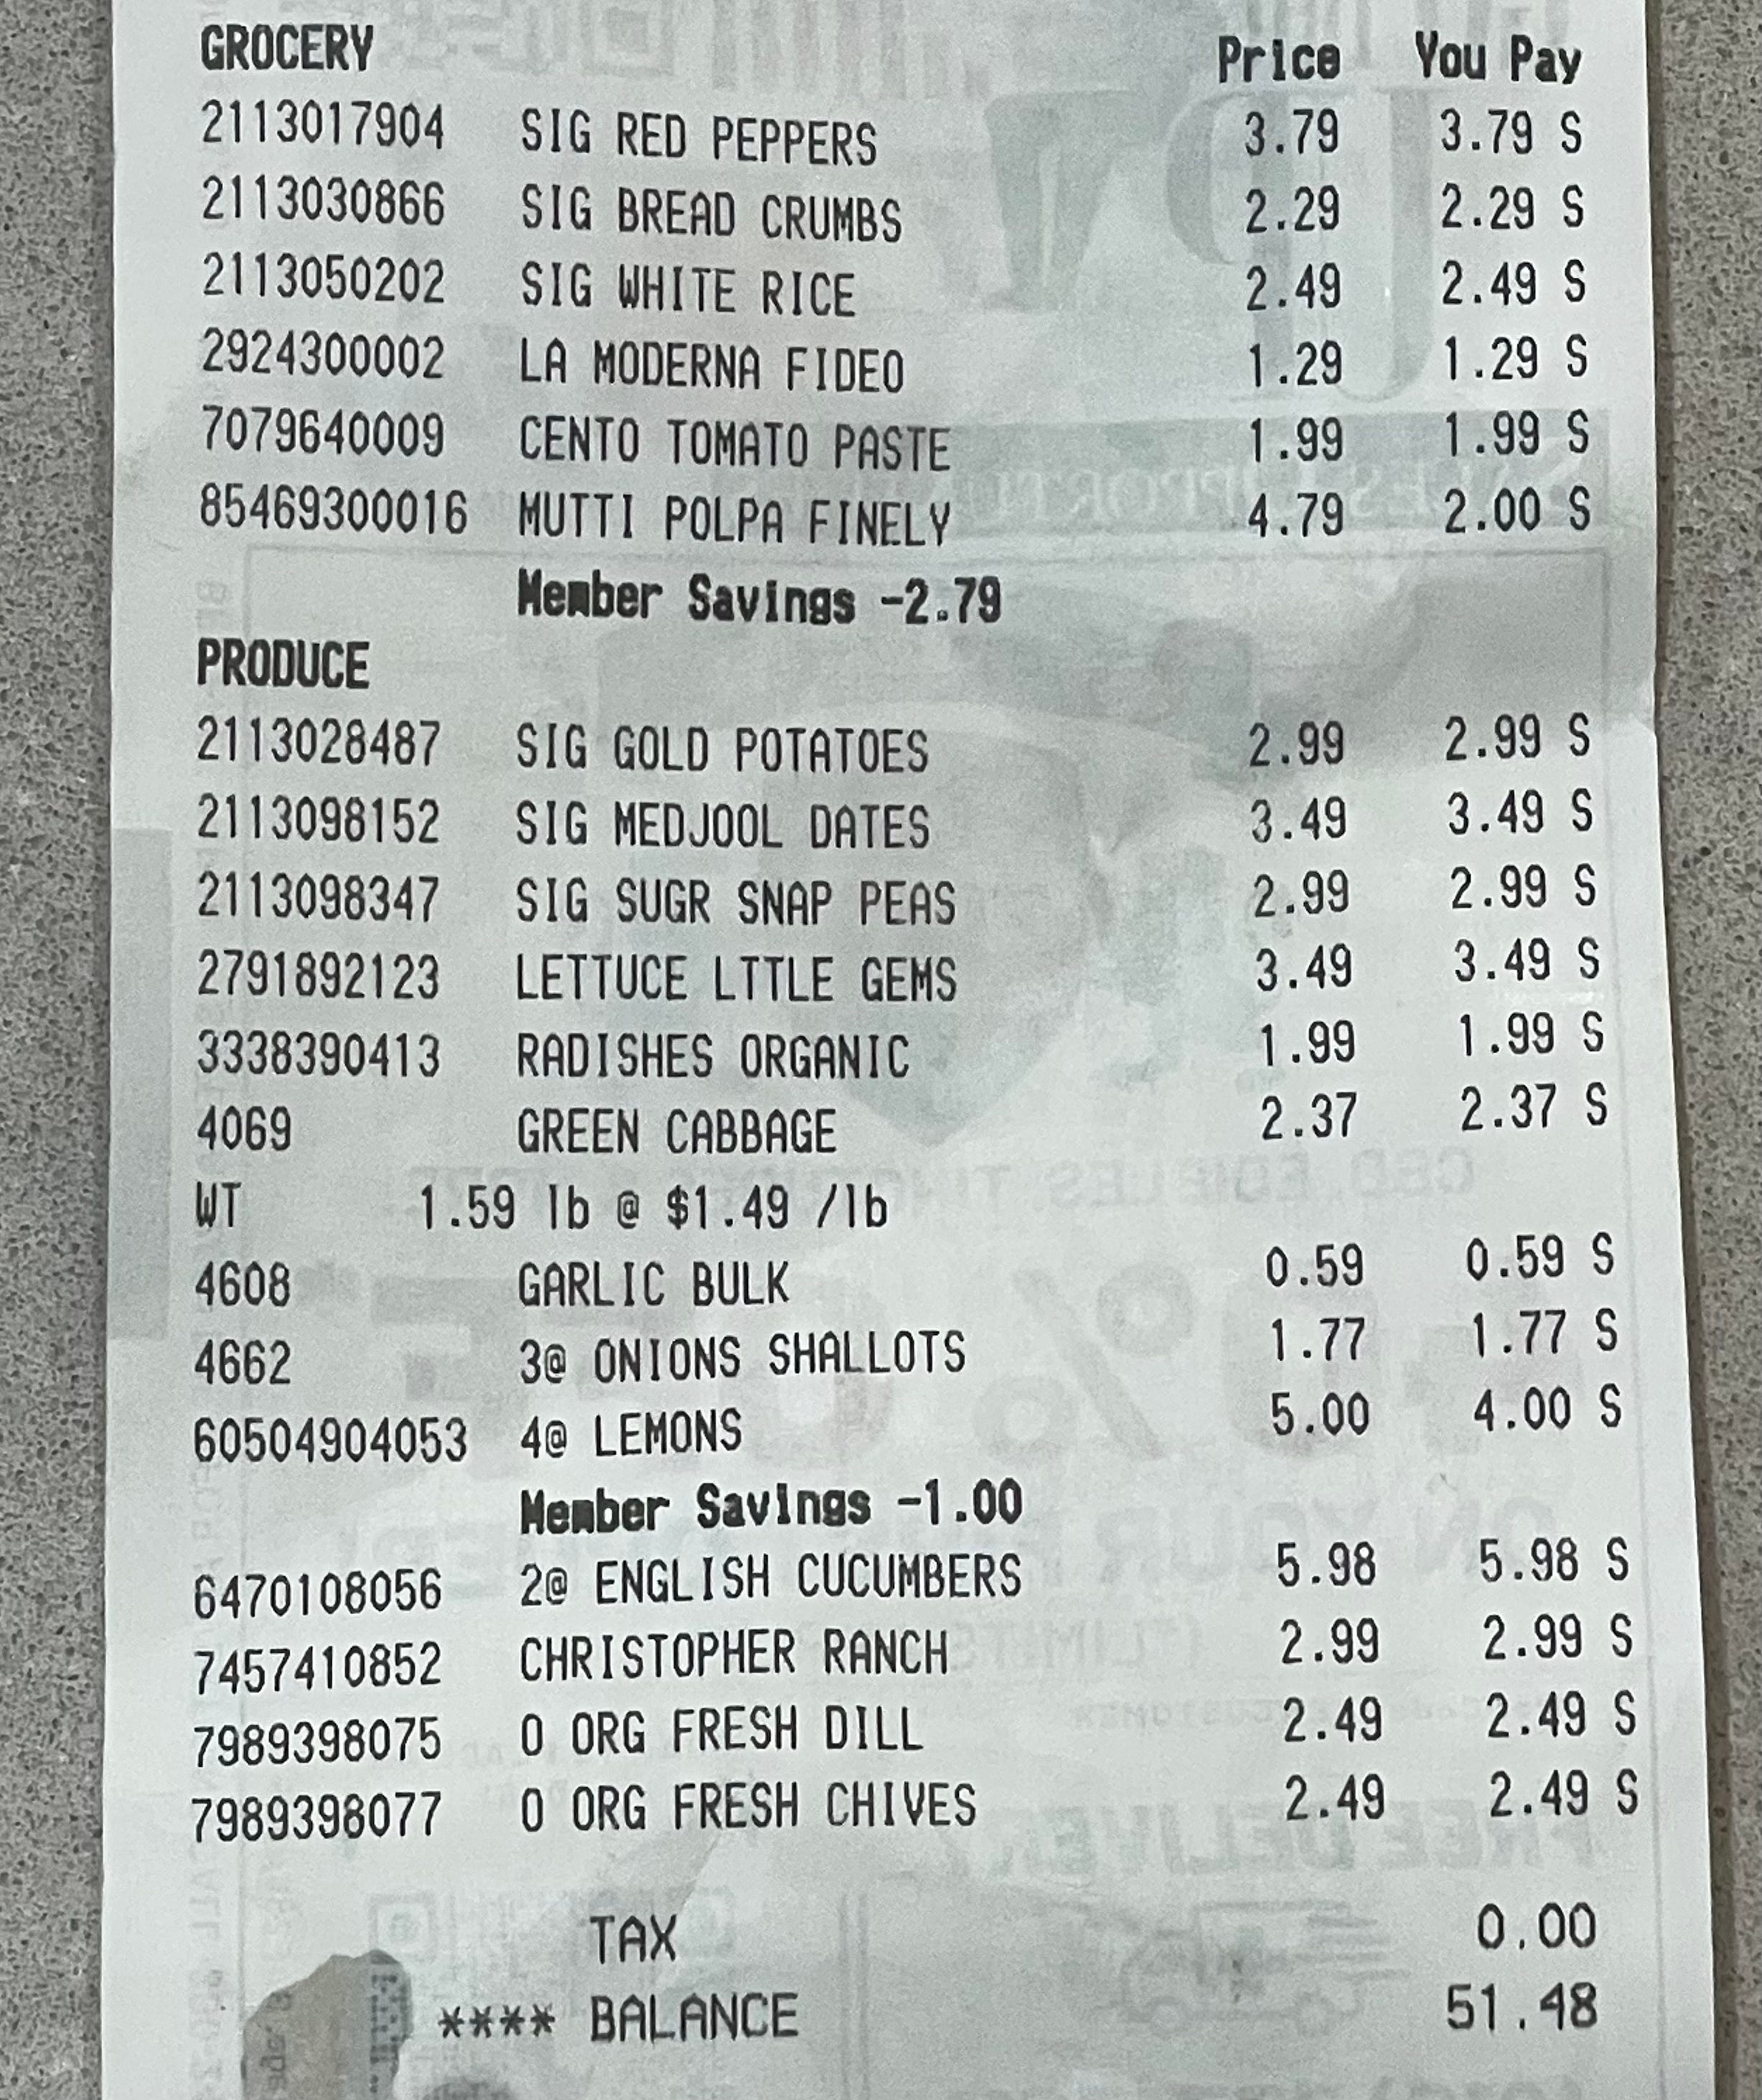 GROCERY Price You Pay
2113017904 SIG RED PEPPERS 3.79 3.79 S
2113030866 SIG BREAD CRUMBS 2.29 2.29 S
2113050202 SIG WHITE RICE 2.49 2.49 S
2924300002 LA MODERNA FIDEO 1.29 1.29 S
7079640009 CENTO TOMATO PASTE 1.99 1.99 S
85469300016 MUTTI POLPA FINELY 4.79 2.00 S
Member Savings -2.79
PRODUCE
2113028487 SIG GOLD POTATOES 2.99 2.99 S
2113098152 SIG MEDJOOL DATES 3.49 3.49 S
2113098347 SIG SUGR SNAP PEAS 2.99 2.99 S
2791892123 LETTUCE LTTLE GEMS 3.49 3.49 S
3338390413 RADISHES ORGANIC 1.99 1.99 S
4069 GREEN CABBAGE 2.37 2.37 S
WT 1.59 lb @ $1.49 /lb
4608 GARLIC BULK 0.59 0.59 S
4662 3@ ONIONS SHALLOTS 1.77 1.77 S
60504904053 4@ LEMONS 5.00 4.00 S
Member Savings -1.00
6470108056 2@ ENGLISH CUCUMBERS 5.98 5.98 S
7457410852 CHRISTOPHER RANCH 2.99 2.99 S
7989398075 O ORG FRESH DILL 2.49 2.49 S
7989398077 O ORG FRESH CHIVES 2.49 2.49 S
TAX 0.00
**** BALANCE 51.48